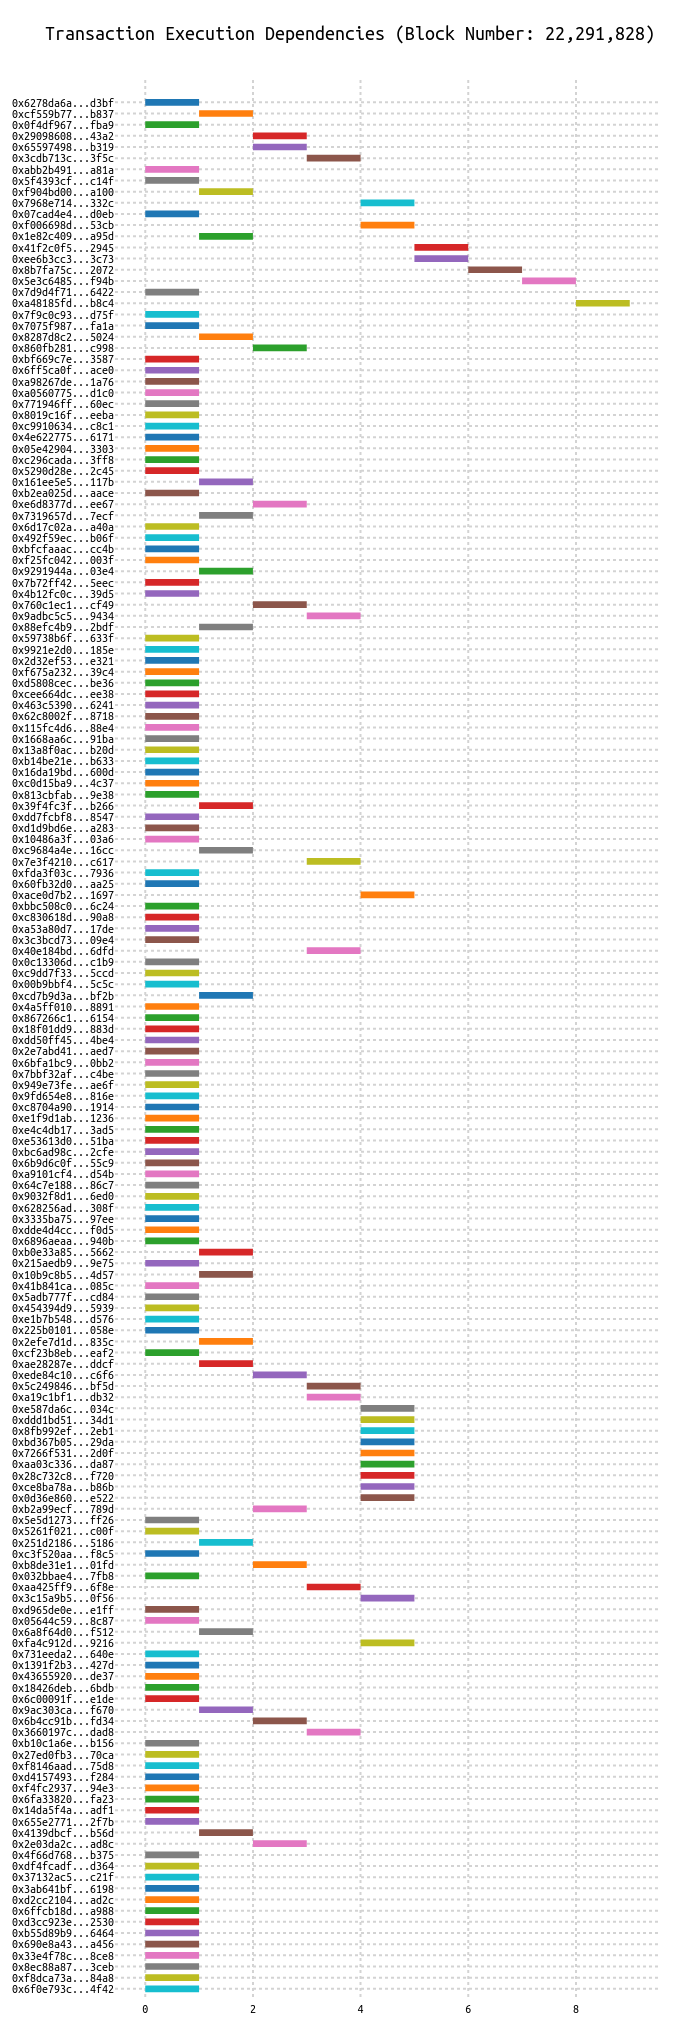 Transaction Execution Dependencies (Block Number: 22,291,828)
0x6278da6a...d3bf
0xcf559b77...b837
0x0f4df967...fba9
0x29098608...43a2
0x65597498...b319
0x3cdb713c...3f5c
0xabb2b491...a81a
0x5f4393cf...c14f
0xf904bd00...a100
0x7968e714...332c
0x07cad4e4...d0eb
0xf006698d...53cb
0x1e82c409...a95d
0x41f2c0f5...2945
0xee6b3cc3...3c73
0x8b7fa75c...2072
0x5e3c6485...f94b
0x7d9d4f71...6422
0xa48185fd...b8c4
0x7f9c0c93...d75f
0x7075f987...fa1a
0x8287d8c2...5024
0x860fb281...c998
0xbf669c7e...3587
0x6ff5ca0f...ace0
0xa98267de...1a76
0xa0560775...d1c0
0x771946ff...60ec
0x8019c16f...eeba
0xc9910634...c8c1
0x4e622775...6171
0x05e42904...3303
0xc296cada...3ff8
0x5290d28e...2c45
0x161ee5e5...117b
0xb2ea025d...aace
0xe6d8377d...ee67
0x7319657d...7ecf
0x6d17c02a...a40a
0x492f59ec...b06f
0xbfcfaaac...cc4b
0xf25fc042...003f
0x9291944a...03e4
0x7b72ff42...5eec
0x4b12fc0c...39d5
0x760c1ec1...cf49
0x9adbc5c5...9434
0x88efc4b9...2bdf
0x59738b6f...633f
0x9921e2d0...185e
0x2d32ef53...e321
0xf675a232...39c4
0xd5808cec...be36
0xcee664dc...ee38
0x463c5390...6241
0x62c8002f...8718
0x115fc4d6...88e4
0x1668aa6c...91ba
0x13a8f0ac...b20d
0xb14be21e...b633
0x16da19bd...600d
0xc0d15ba9...4c37
0x813cbfab...9e38
0x39f4fc3f...b266
0xdd7fcbf8...8547
0xd1d9bd6e...a283
0x10486a3f...03a6
0xc9684a4e...16cc
0x7e3f4210...c617
0xfda3f03c...7936
0x60fb32d0...aa25
0xace0d7b2...1697
0xbbc508c0...6c24
0xc830618d...90a8
0xa53a80d7...17de
0x3c3bcd73...09e4
0x40e184bd...6dfd
0x0c13306d...c1b9
0xc9dd7f33...5ccd
0x00b9bbf4...5c5c
0xcd7b9d3a...bf2b
0x4a5ff010...8891
0x867266c1...6154
0x18f01dd9...883d
0xdd50ff45...4be4
0x2e7abd41...aed7
0x6bfa1bc9...0bb2
0x7bbf32af...c4be
0x949e73fe...ae6f
0x9fd654e8...816e
0xc8704a90...1914
0xe1f9d1ab...1236
0xe4c4db17...3ad5
0xe53613d0...51ba
0xbc6ad98c...2cfe
0x6b9d6c0f...55c9
0xa9101cf4...d54b
0x64c7e188...86c7
0x9032f8d1...6ed0
0x628256ad...308f
0x3335ba75...97ee
0xdde4d4cc...f0d5
0x6896aeaa...940b
0xb0e33a85...5662
0x215aedb9...9e75
0x10b9c8b5...4d57
0x41b841ca...085c
0x5adb777f...cd84
0x454394d9...5939
0xe1b7b548...d576
0x225b0101...058e
0x2efe7d1d...835c
0xcf23b8eb...eaf2
0xae28287e...ddcf
0xede84c10...c6f6
0x5c249846...bf5d
0xa19c1bf1...db32
0xe587da6c...034c
0xddd1bd51...34d1
0x8fb992ef...2eb1
0xbd367b05...29da
0x7266f531...2d0f
0xaa03c336...da87
0x28c732c8...f720
0xce8ba78a...b86b
0x0d36e860...e522
0xb2a99ecf...789d
0x5e5d1273...ff26
0x5261f021...c00f
0x251d2186...5186
0xc3f520aa...f8c5
0xb8de31e1...01fd
0x032bbae4...7fb8
0xaa425ff9...6f8e
0x3c15a9b5...0f56
0xd965de0e...e1ff
0x05644c59...8c87
0x6a8f64d0...f512
0xfa4c912d...9216
0x731eeda2...640e
0x1391f2b3...427d
0x43655920...de37
0x18426deb...6bdb
0x6c00091f...e1de
0x9ac303ca...f670
0x6b4cc91b...fd34
0x3660197c...dad8
0xb10c1a6e...b156
0x27ed0fb3...70ca
0xf8146aad...75d8
0xd4157493...f284
0xf4fc2937...94e3
0x6fa33820...fa23
0x14da5f4a...adf1
0x655e2771...2f7b
0x4139dbcf...b56d
0x2e03da2c...ad8c
0x4f66d768...b375
0xdf4fcadf...d364
0x37132ac5...c21f
0x3ab641bf...6198
0xd2cc2104...ad2c
0x6ffcb18d...a988
0xd3cc923e...2530
0xb55d89b9...6464
0x690e8a43...a456
0x33e4f78c...8ce8
0x8ec88a87...3ceb
0xf8dca73a...84a8
0x6f0e793c...4f42
0 2 4 6 8